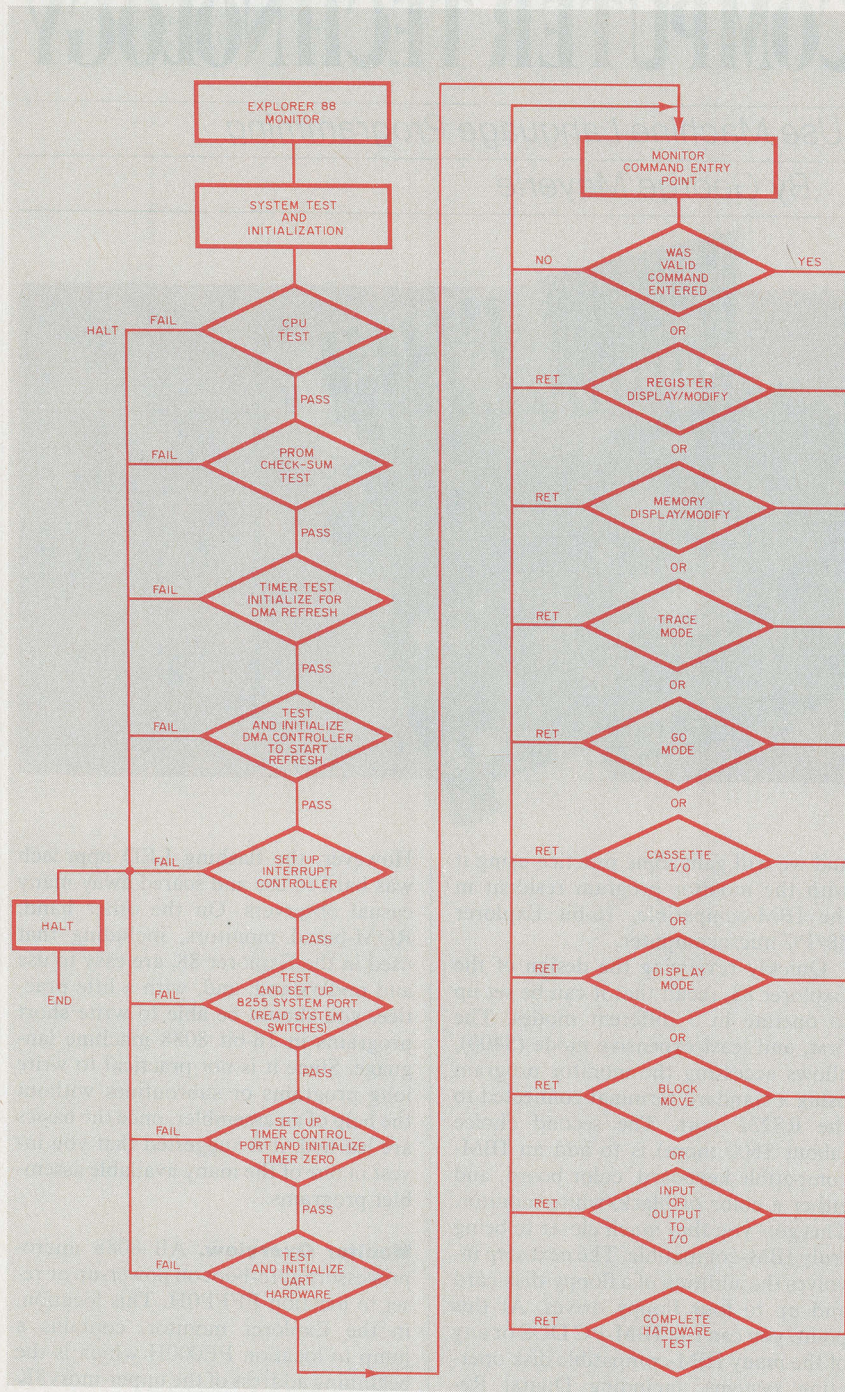 EXPLORER 88
MONITOR
SYSTEM TEST
AND
INITIALIZATION
HALT
FAIL
CPU
TEST
PASS
FAIL
PROM
CHECK-SUM
TEST
PASS
FAIL
TIMER TEST
INITIALIZE FOR
DMA REFRESH
PASS
FAIL
TEST
AND INITIALIZE
DMA CONTROLLER
TO START
REFRESH
PASS
FAIL
SET UP
INTERRUPT
CONTROLLER
HALT
END
PASS
FAIL
TEST
AND SET UP
8255 SYSTEM PORT
(READ SYSTEM
SWITCHES)
PASS
FAIL
SET UP
TIMER CONTROL
PORT AND INITIALIZE
TIMER ZERO
PASS
FAIL
TEST
AND INITIALIZE
UART
HARDWARE
MONITOR
COMMAND ENTRY
POINT
NO
WAS
VALID
COMMAND
ENTERED
YES
OR
RET
REGISTER
DISPLAY/MODIFY
OR
RET
MEMORY
DISPLAY/MODIFY
OR
RET
TRACE
MODE
OR
RET
GO
MODE
OR
RET
CASSETTE
I/O
OR
RET
DISPLAY
MODE
OR
RET
BLOCK
MOVE
OR
RET
INPUT
OR
OUTPUT
TO
I/O
OR
RET
COMPLETE
HARDWARE
TEST